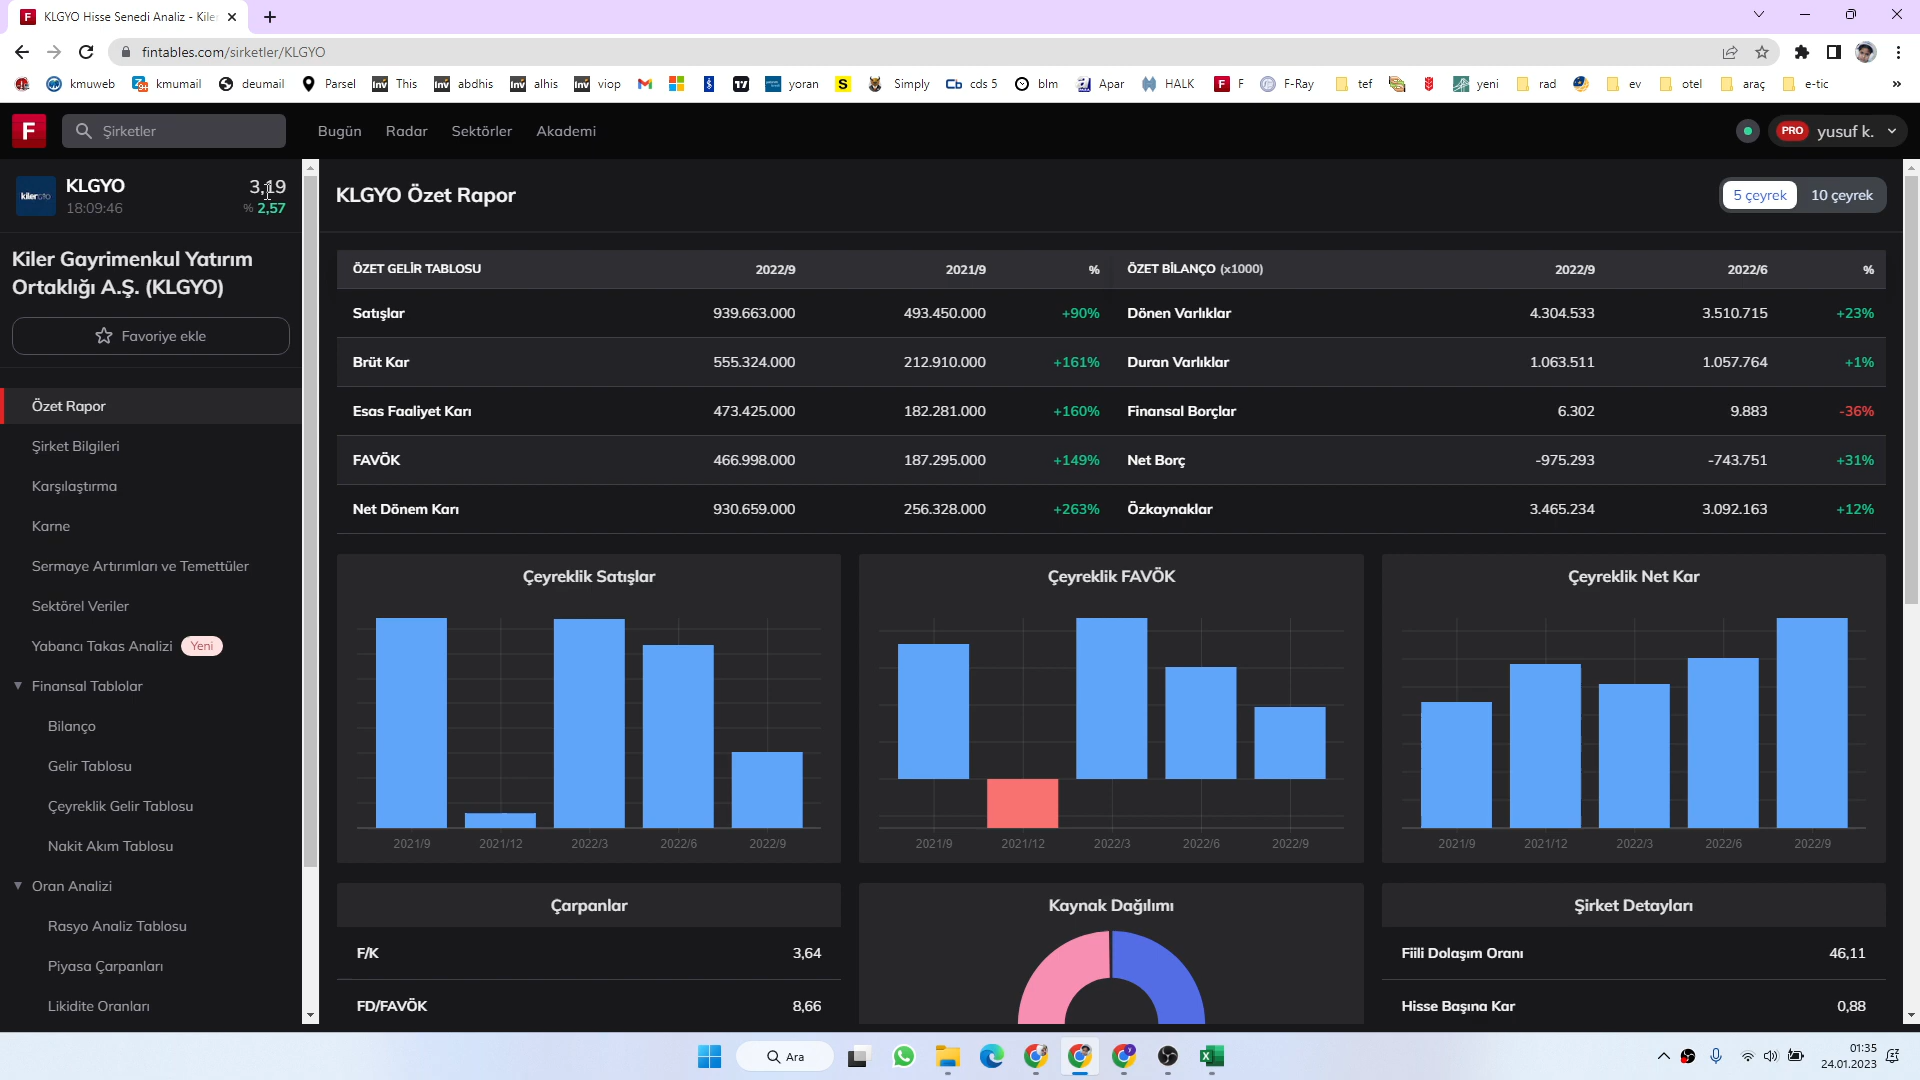 KLGYO Hisse Senedi Analiz - Kile
fintables.com/sirketler/KLGYO
kmuweb kmumail deumail Parsel This abdhis alhis viop yoran Simply cds 5 blm Apar HALK F F-Ray tef yeni rad ev otel araç e-tic »
F Şirketler Bugün Radar Sektörler Akademi PRO yusuf k.
kilergyo KLGYO 3,19
18:09:46 % 2,57
Kiler Gayrimenkul Yatırım
Ortaklığı A.Ş. (KLGYO)
Favoriye ekle
Özet Rapor
Şirket Bilgileri
Karşılaştırma
Karne
Sermaye Artırımları ve Temettüler
Sektörel Veriler
Yabancı Takas Analizi Yeni
Finansal Tablolar
Bilanço
Gelir Tablosu
Çeyreklik Gelir Tablosu
Nakit Akım Tablosu
Oran Analizi
Rasyo Analiz Tablosu
Piyasa Çarpanları
Likidite Oranları
KLGYO Özet Rapor 5 çeyrek 10 çeyrek
ÖZET GELİR TABLOSU 2022/9 2021/9 % ÖZET BİLANÇO (x1000) 2022/9 2022/6 %
Satışlar 939.663.000 493.450.000 +90% Dönen Varlıklar 4.304.533 3.510.715 +23%
Brüt Kar 555.324.000 212.910.000 +161% Duran Varlıklar 1.063.511 1.057.764 +1%
Esas Faaliyet Karı 473.425.000 182.281.000 +160% Finansal Borçlar 6.302 9.883 -36%
FAVÖK 466.998.000 187.295.000 +149% Net Borç -975.293 -743.751 +31%
Net Dönem Karı 930.659.000 256.328.000 +263% Özkaynaklar 3.465.234 3.092.163 +12%
Çeyreklik Satışlar
2021/9 2021/12 2022/3 2022/6 2022/9
Çeyreklik FAVÖK
2021/9 2021/12 2022/3 2022/6 2022/9
Çeyreklik Net Kar
2021/9 2021/12 2022/3 2022/6 2022/9
Çarpanlar
F/K 3,64
FD/FAVÖK 8,66
Kaynak Dağılımı
Şirket Detayları
Fiili Dolaşım Oranı 46,11
Hisse Başına Kar 0,88
Ara
01:35
24.01.2023